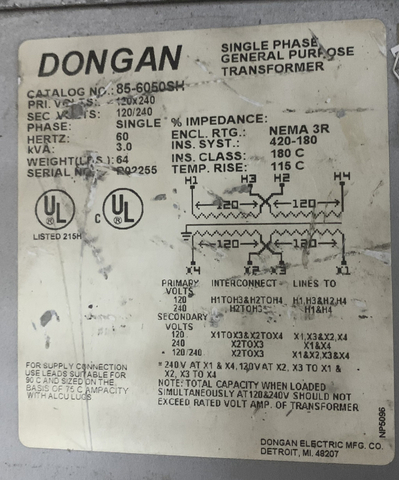 DONGAN
SINGLE PHASE
GENERAL PURPOSE
TRANSFORMER
CATALOG NO.: 85-6050SH
PRI. VOLTS: 120x240
SEC. VOLTS: 120/240
PHASE: SINGLE
HERTZ: 60
kVA: 3.0
WEIGHT(LBS.) 64
SERIAL NO.
% IMPEDANCE:
ENCL. RTG.: NEMA 3R
INS. SYST.: 420-180
INS. CLASS: 180 C
TEMP. RISE: 115 C
H1 H3 H2 H4
120 120
120 120
X4 X2 X3 X1
UL C UL
LISTED 215H
PRIMARY INTERCONNECT LINES TO
VOLTS
120 H1TOH3&H2TOH4 H1,H3&H2,H4
240 H2TOH3 H1&H4
SECONDARY
VOLTS
120 X1TOX3&X2TOX4 X1,X3&X2,X4
240 X2TOX3 X1&X4
120/240 X2TOX3 X1&X2,X3&X4
* 240V AT X1 & X4, 120V AT X2, X3 TO X1 &
X2, X3 TO X4
NOTE: TOTAL CAPACITY WHEN LOADED
SIMULTANEOUSLY AT 120&240V SHOULD NOT
EXCEED RATED VOLT AMP. OF TRANSFORMER
FOR SUPPLY CONNECTION
USE LEADS SUITABLE FOR
90 C AND SIZED ON THE
BASIS OF 75 C AMPACITY
WITH AL/CU LUGS
DONGAN ELECTRIC MFG. CO.
DETROIT, MI. 48207
NP5096